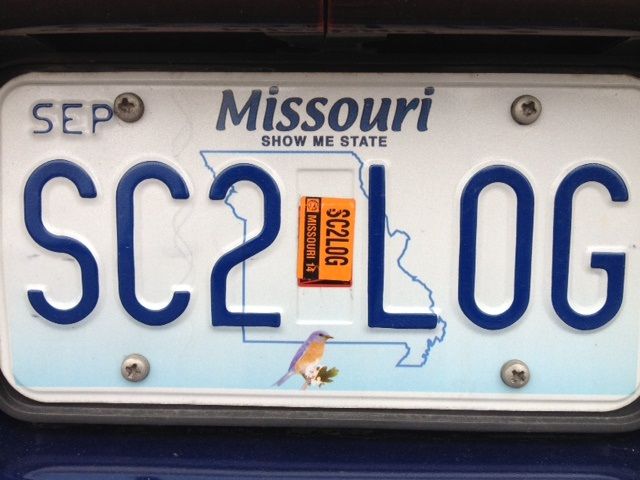 SEP
Missouri
SHOW ME STATE
SC2 LOG
SC2LOG
MISSOURI 14